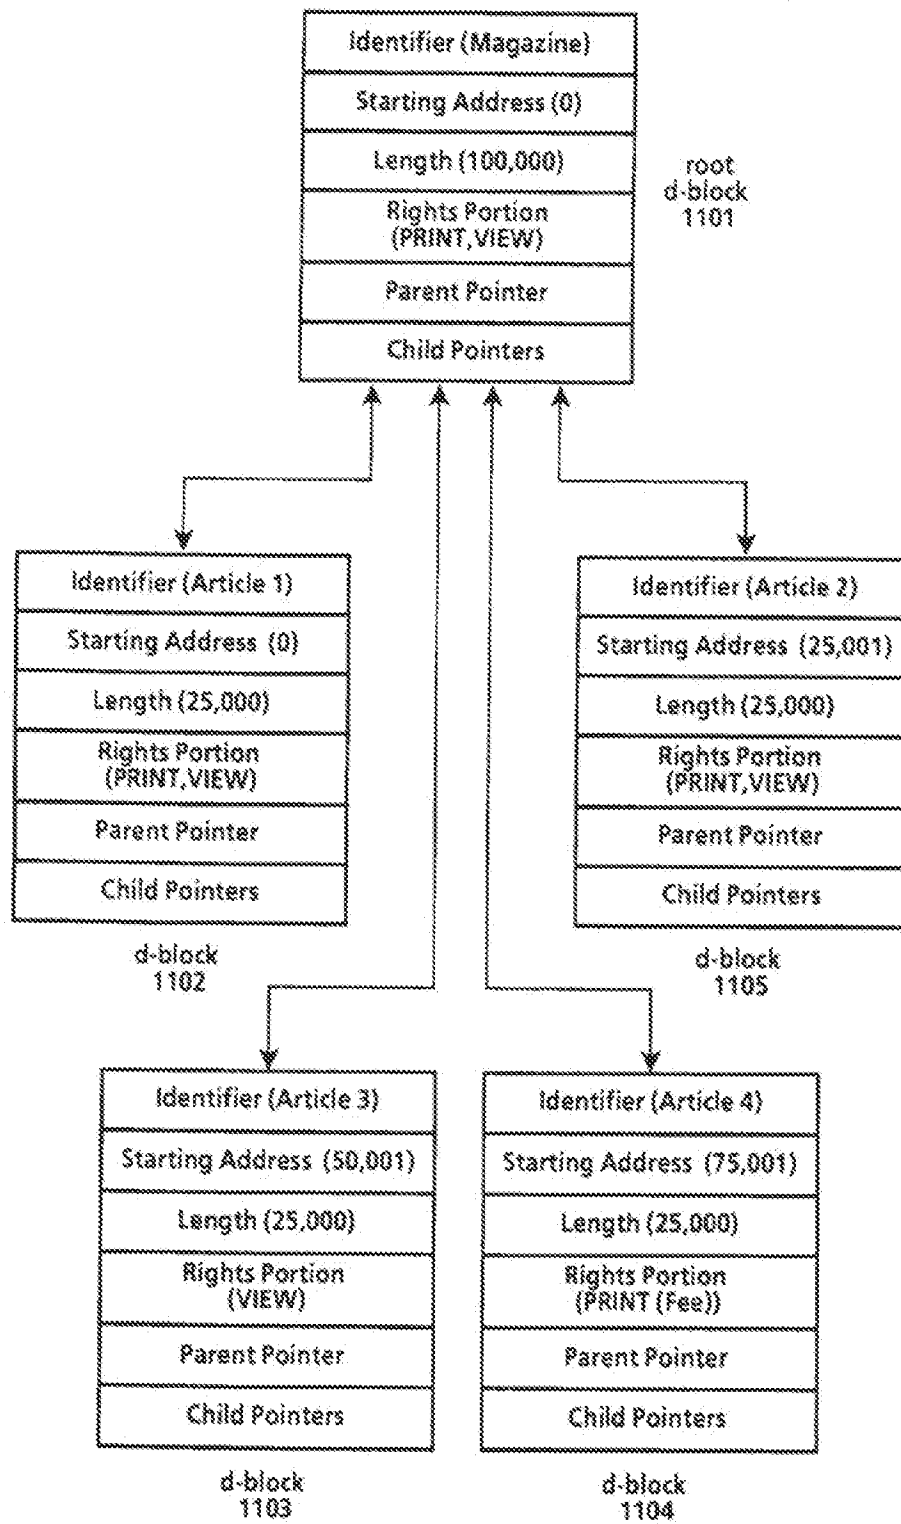 Identifier (Magazine)
Starting Address (0)
Length (100,000)
Rights Portion
(PRINT,VIEW)
Parent Pointer
Child Pointers
root
d-block
1101
Identifier (Article 1)
Starting Address (0)
Length (25,000)
Rights Portion
(PRINT,VIEW)
Parent Pointer
Child Pointers
d-block
1102
Identifier (Article 2)
Starting Address (25,001)
Length (25,000)
Rights Portion
(PRINT,VIEW)
Parent Pointer
Child Pointers
d-block
1105
Identifier (Article 3)
Starting Address (50,001)
Length (25,000)
Rights Portion
(VIEW)
Parent Pointer
Child Pointers
d-block
1103
Identifier (Article 4)
Starting Address (75,001)
Length (25,000)
Rights Portion
(PRINT (Fee))
Parent Pointer
Child Pointers
d-block
1104